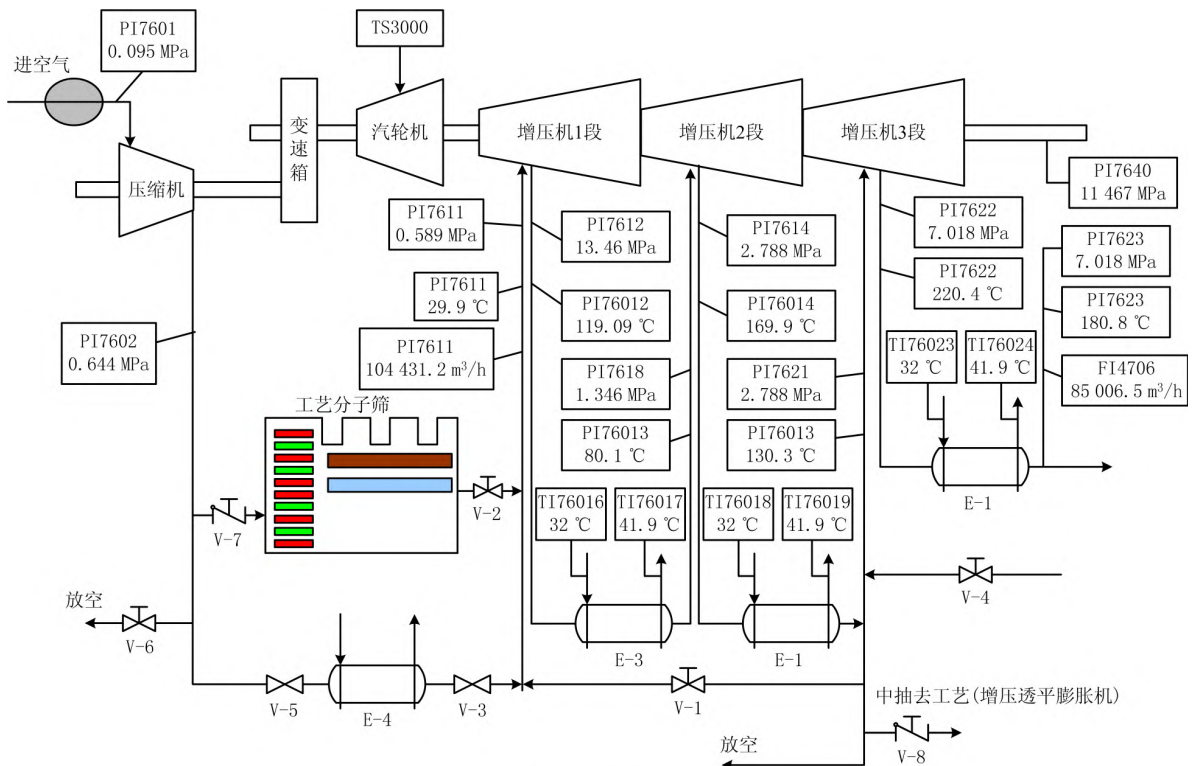 PI7601
0.095 MPa
TS3000
进空气
变速箱
汽轮机
增压机1段
增压机2段
增压机3段
压缩机
PI7640
11 467 MPa
PI7611
0.589 MPa
PI7612
13.46 MPa
PI7614
2.788 MPa
PI7622
7.018 MPa
PI7623
7.018 MPa
PI7611
29.9 ℃
PI76012
119.09 ℃
PI76014
169.9 ℃
PI7622
220.4 ℃
PI7623
180.8 ℃
PI7602
0.644 MPa
PI7611
104 431.2 m³/h
PI7618
1.346 MPa
PI7621
2.788 MPa
TI76023
32 ℃
TI76024
41.9 ℃
FI4706
85 006.5 m³/h
工艺分子筛
PI76013
80.1 ℃
PI76013
130.3 ℃
E-1
V-7
V-2
TI76016
32 ℃
TI76017
41.9 ℃
TI76018
32 ℃
TI76019
41.9 ℃
V-4
放空
V-6
E-3
E-1
V-5
E-4
V-3
V-1
中抽去工艺(增压透平膨胀机)
放空
V-8